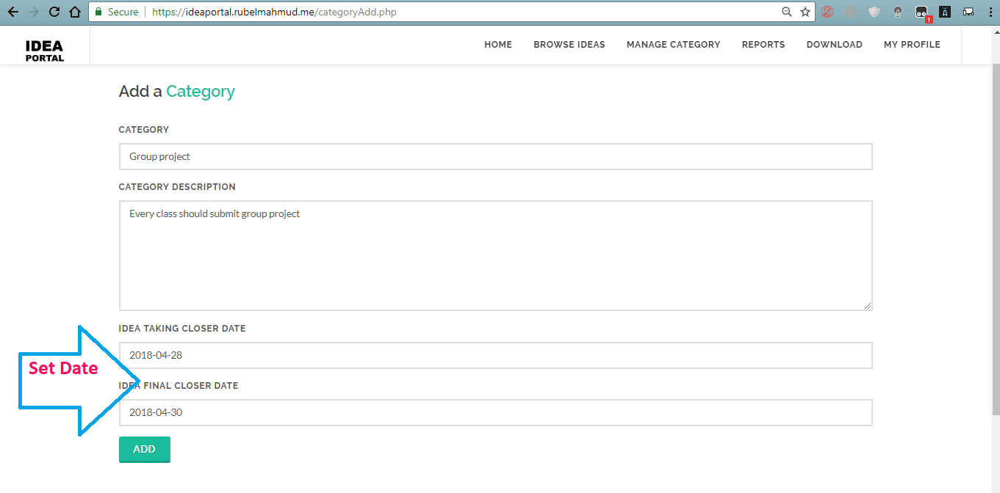 Secure https://ideaportal.rubelmahmud.me/categoryAdd.php
1
IDEA
PORTAL
HOME BROWSE IDEAS MANAGE CATEGORY REPORTS DOWNLOAD MY PROFILE
Add a Category
CATEGORY
Group project
CATEGORY DESCRIPTION
Every class should submit group project
IDEA TAKING CLOSER DATE
2018-04-28
Set Date
IDEA FINAL CLOSER DATE
2018-04-30
ADD